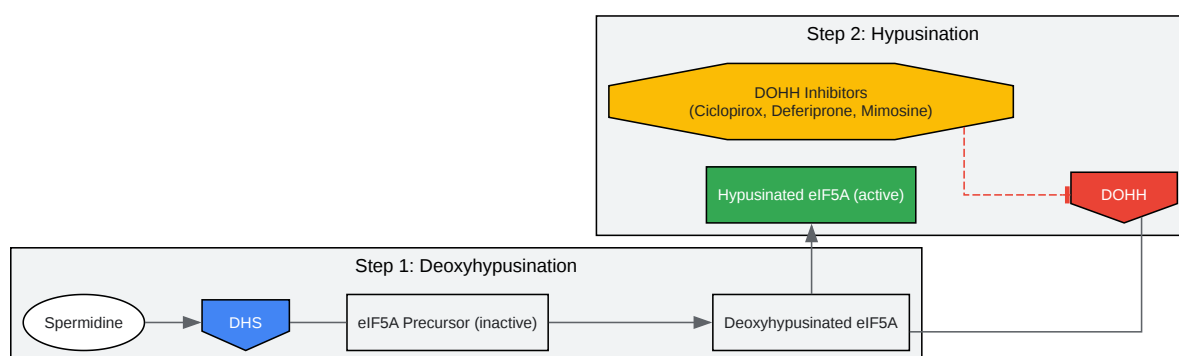 Step 2: Hypusination
DOHH Inhibitors
(Ciclopirox, Deferiprone, Mimosine)
Hypusinated eIF5A (active)
DOHH
Step 1: Deoxyhypusination
Spermidine
DHS
eIF5A Precursor (inactive)
Deoxyhypusinated eIF5A